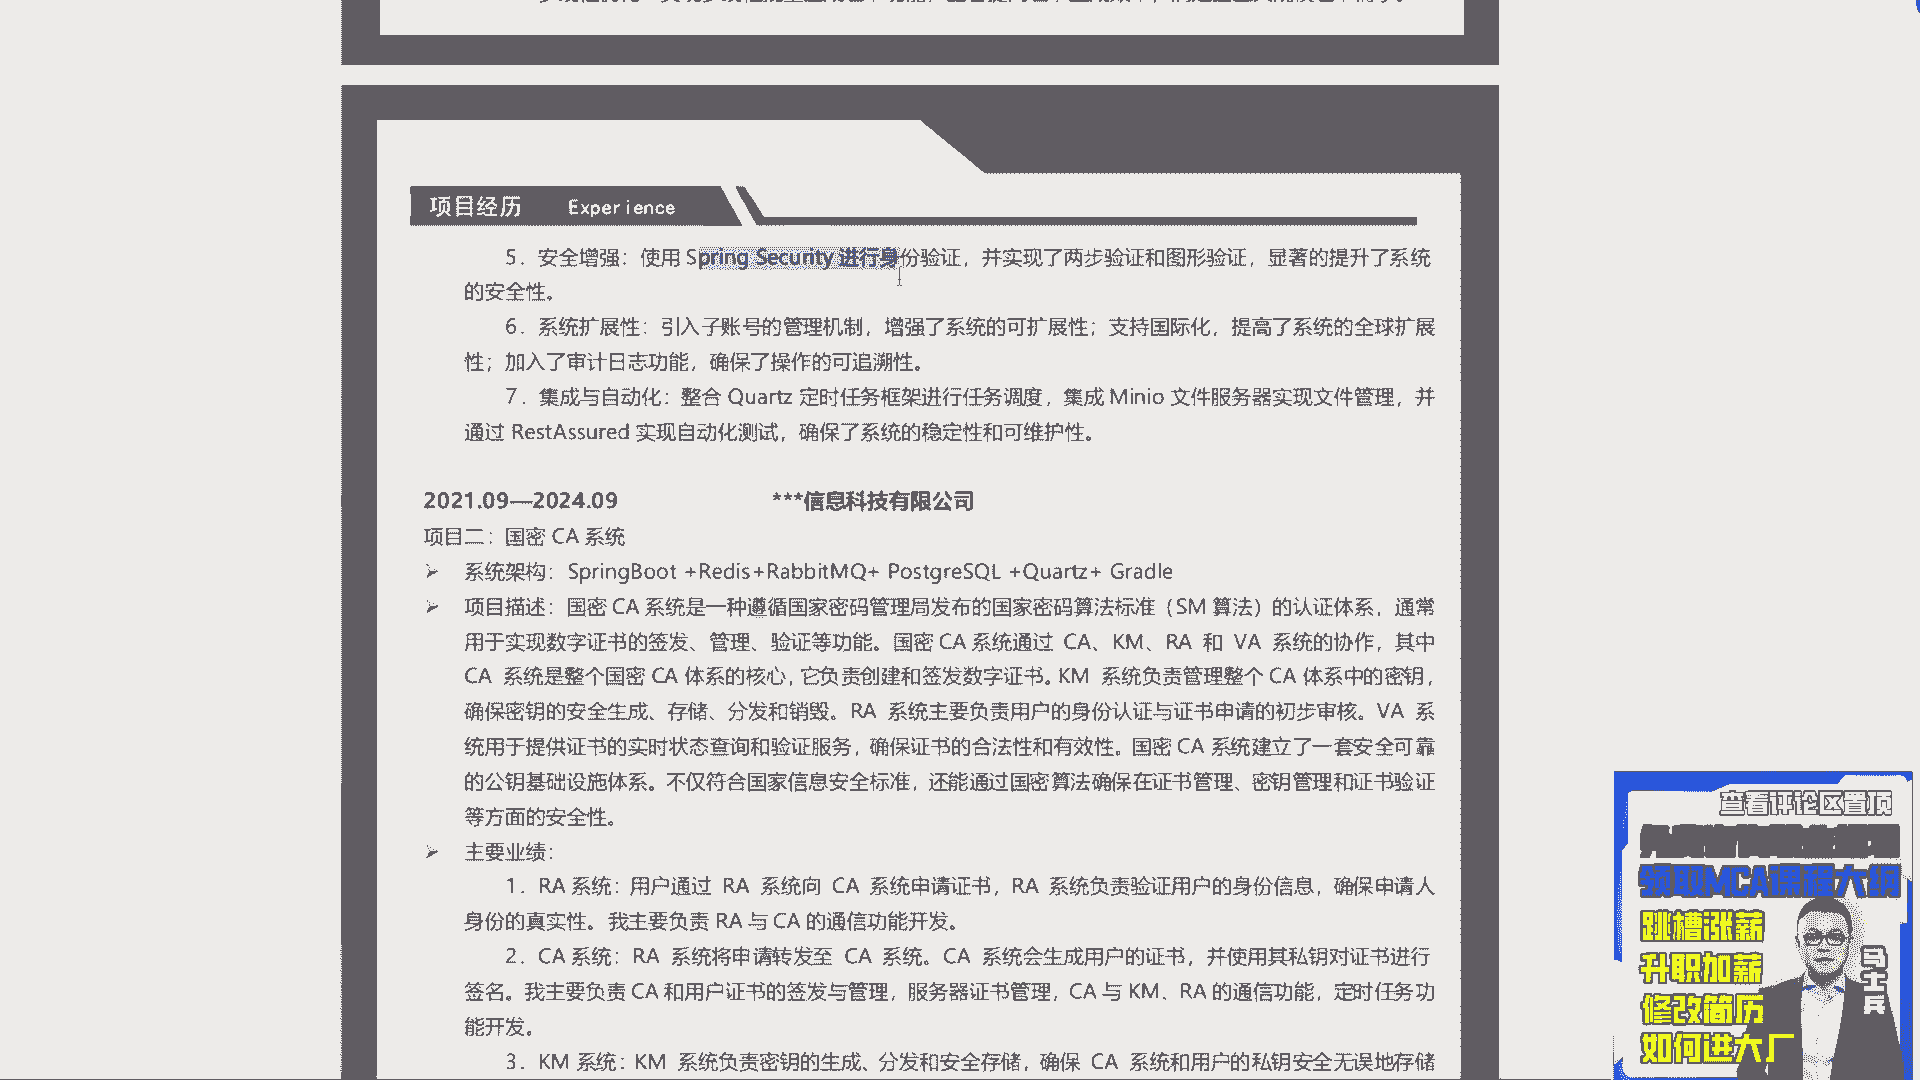 项目经历 Experience
5. 安全增强：使用 Spring Security 进行身份验证，并实现了两步验证和图形验证，显著的提升了系统
的安全性。
6. 系统扩展性：引入子账号的管理机制，增强了系统的可扩展性；支持国际化，提高了系统的全球扩展
性；加入了审计日志功能，确保了操作的可追溯性。
7. 集成与自动化：整合 Quartz 定时任务框架进行任务调度，集成 Minio 文件服务器实现文件管理，并
通过 RestAssured 实现自动化测试，确保了系统的稳定性和可维护性。
2021.09—2024.09 ***信息科技有限公司
项目二：国密 CA 系统
系统架构：SpringBoot +Redis+RabbitMQ+ PostgreSQL +Quartz+ Gradle
项目描述：国密 CA 系统是一种遵循国家密码管理局发布的国家密码算法标准（SM 算法）的认证体系，通常
用于实现数字证书的签发、管理、验证等功能。国密 CA 系统通过 CA、KM、RA 和 VA 系统的协作，其中
CA 系统是整个国密 CA 体系的核心，它负责创建和签发数字证书。KM 系统负责管理整个 CA 体系中的密钥，
确保密钥的安全生成、存储、分发和销毁。RA 系统主要负责用户的身份认证与证书申请的初步审核。VA 系
统用于提供证书的实时状态查询和验证服务，确保证书的合法性和有效性。国密 CA 系统建立了一套安全可靠
的公钥基础设施体系。不仅符合国家信息安全标准，还能通过国密算法确保在证书管理、密钥管理和证书验证
等方面的安全性。
主要业绩：
1. RA 系统：用户通过 RA 系统向 CA 系统申请证书，RA 系统负责验证用户的身份信息，确保申请人
身份的真实性。我主要负责 RA 与 CA 的通信功能开发。
2. CA 系统：RA 系统将申请转发至 CA 系统。CA 系统会生成用户的证书，并使用其私钥对证书进行
签名。我主要负责 CA 和用户证书的签发与管理，服务器证书管理，CA 与 KM、RA 的通信功能，定时任务功
能开发。
3. KM 系统：KM 系统负责密钥的生成、分发和安全存储，确保 CA 系统和用户的私钥安全无误地存储
查看评论区置顶
领取MCA课程大纲
跳槽涨薪
升职加薪
修改简历
如何进大厂
马士兵